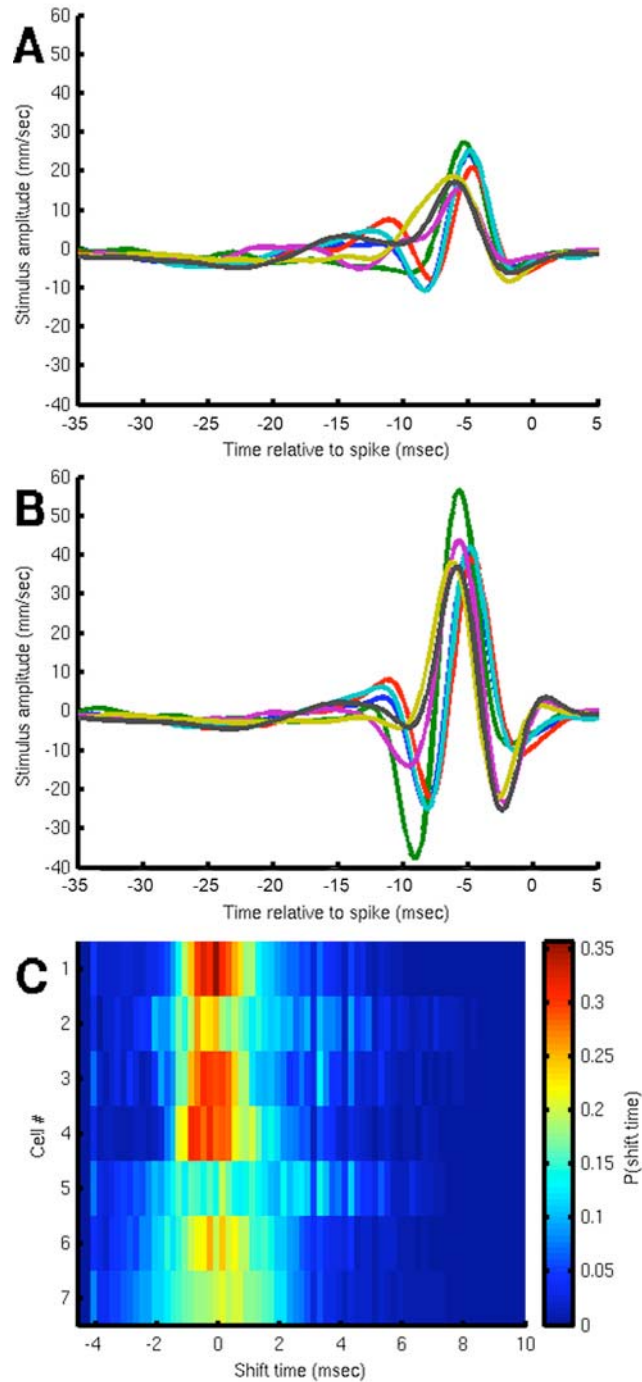 A
Stimulus amplitude (mm/sec)
60
50
40
30
20
10
0
-10
-20
-30
-40
-35 -30 -25 -20 -15 -10 -5 0 5
Time relative to spike (msec)
B
Stimulus amplitude (mm/sec)
60
50
40
30
20
10
0
-10
-20
-30
-40
-35 -30 -25 -20 -15 -10 -5 0 5
Time relative to spike (msec)
C
Cell #
1
2
3
4
5
6
7
-4 -2 0 2 4 6 8 10
Shift time (msec)
0.35
0.3
0.25
0.2
0.15
0.1
0.05
0
P(shift time)